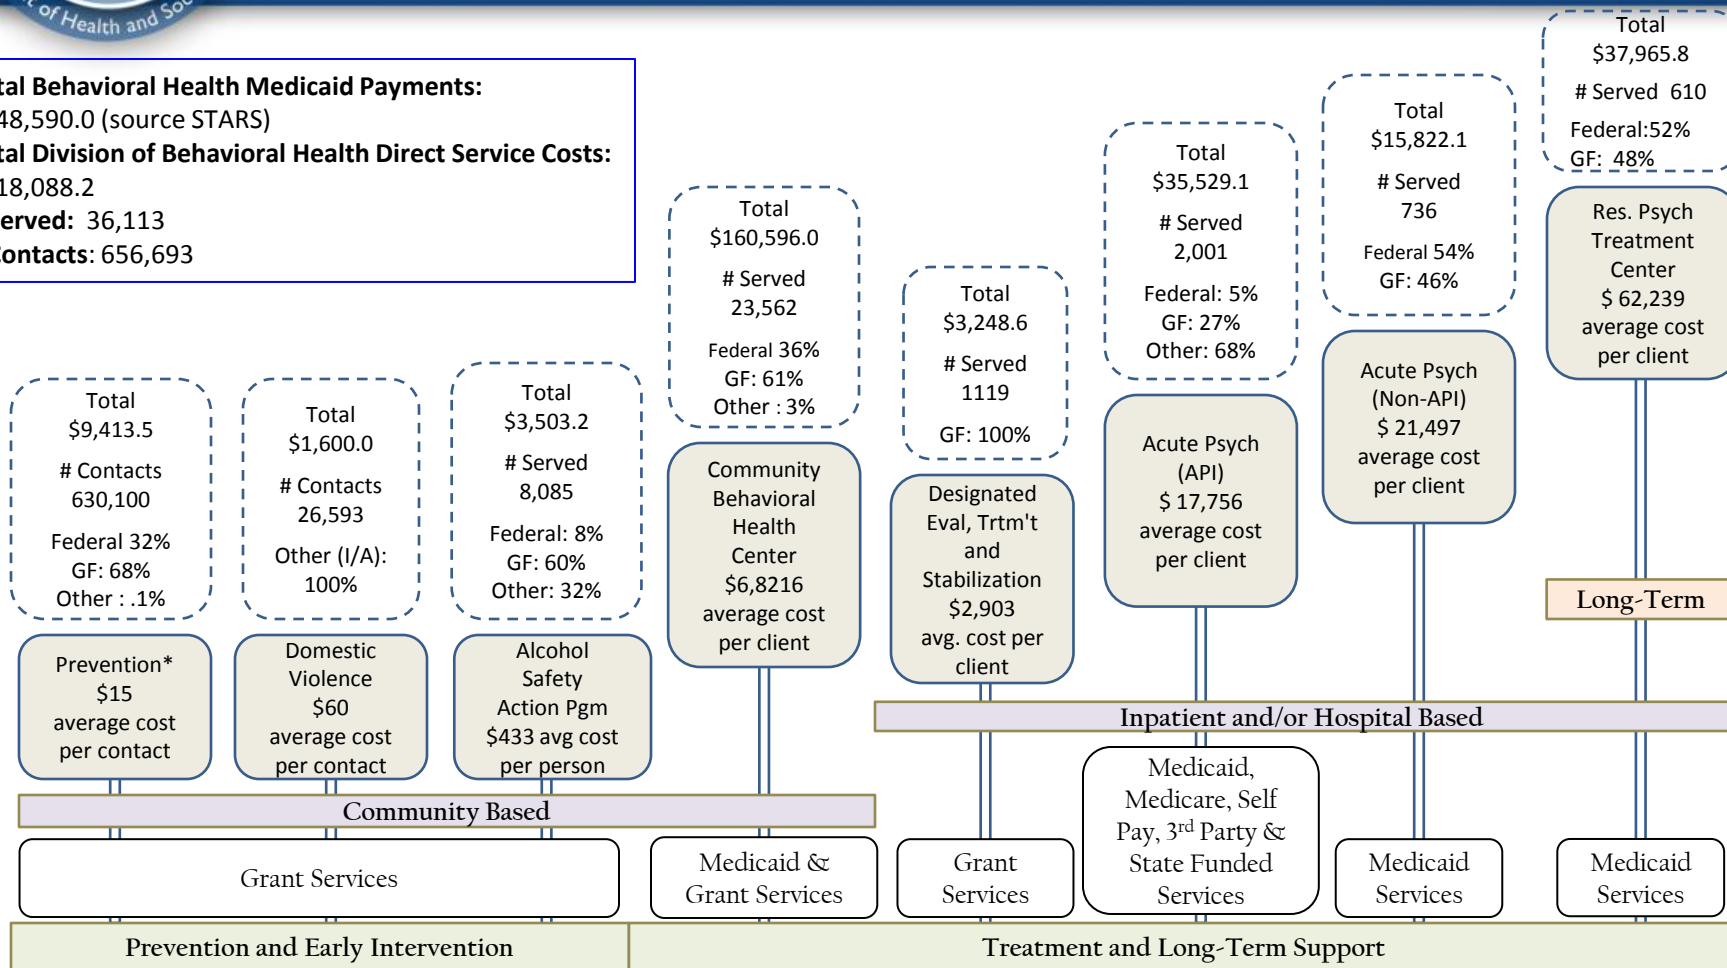 of Health and Soc
tal Behavioral Health Medicaid Payments:
48,590.0 (source STARS)
tal Division of Behavioral Health Direct Service Costs:
18,088.2
erved: 36,113
ontacts: 656,693
Total
$9,413.5
# Contacts
630,100
Federal 32%
GF: 68%
Other : .1%
Prevention*
$15
average cost
per contact
Total
$1,600.0
# Contacts
26,593
Other (I/A):
100%
Domestic
Violence
$60
average cost
per contact
Total
$3,503.2
# Served
8,085
Federal: 8%
GF: 60%
Other: 32%
Alcohol
Safety
Action Pgm
$433 avg cost
per person
Total
$160,596.0
# Served
23,562
Federal 36%
GF: 61%
Other : 3%
Community
Behavioral
Health
Center
$6,8216
average cost
per client
Total
$3,248.6
# Served
1119
GF: 100%
Designated
Eval, Trtm't
and
Stabilization
$2,903
avg. cost per
client
Total
$35,529.1
# Served
2,001
Federal: 5%
GF: 27%
Other: 68%
Acute Psych
(API)
$ 17,756
average cost
per client
Total
$15,822.1
# Served
736
Federal 54%
GF: 46%
Acute Psych
(Non-API)
$ 21,497
average cost
per client
Total
$37,965.8
# Served 610
Federal:52%
GF: 48%
Res. Psych
Treatment
Center
$ 62,239
average cost
per client
Long-Term
Inpatient and/or Hospital Based
Community Based
Grant Services
Medicaid &
Grant Services
Grant
Services
Medicaid,
Medicare, Self
Pay, 3rd Party &
State Funded
Services
Medicaid
Services
Medicaid
Services
Prevention and Early Intervention
Treatment and Long-Term Support